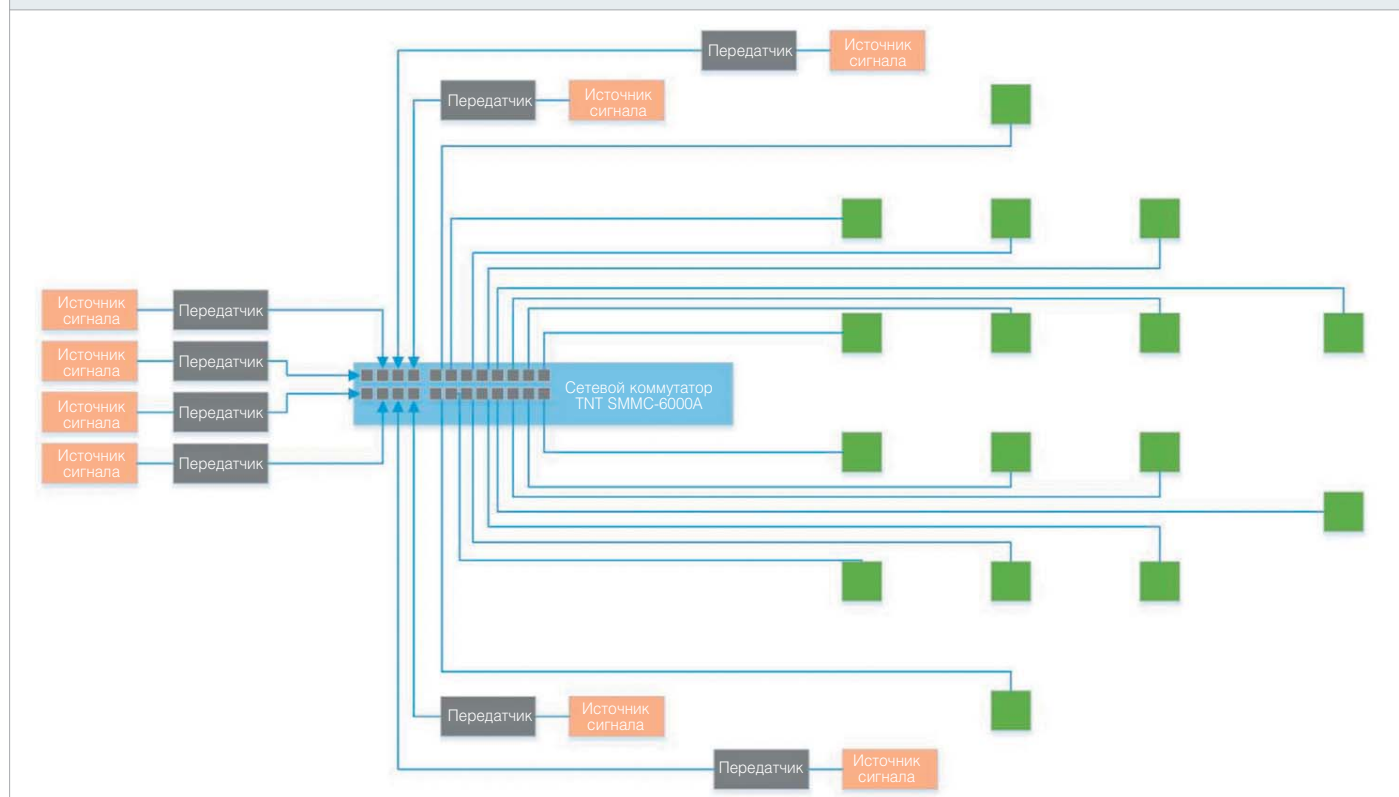 Передатчик
Источник
сигнала
Передатчик
Источник
сигнала
Источник
сигнала
Передатчик
Источник
сигнала
Передатчик
Источник
сигнала
Передатчик
Источник
сигнала
Передатчик
Сетевой коммутатор
TNT SMMC-6000A
Передатчик
Источник
сигнала
Передатчик
Источник
сигнала